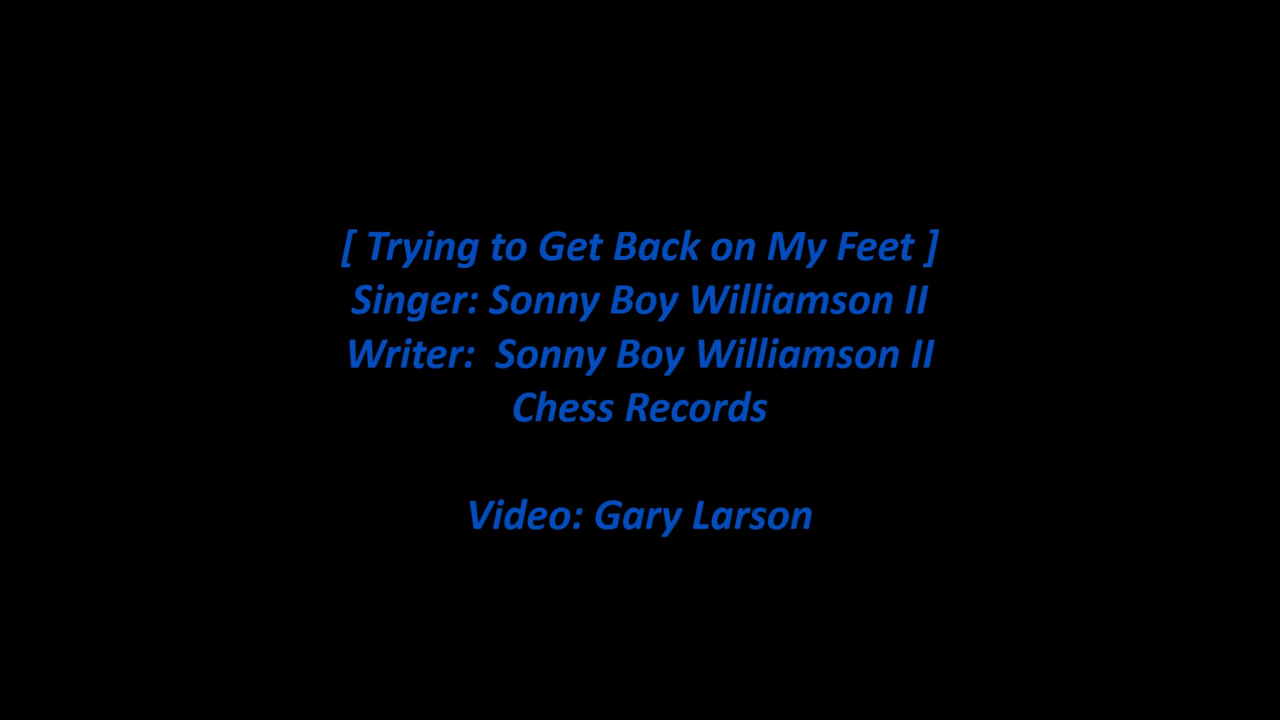 [ Trying to Get Back on My Feet ]
Singer: Sonny Boy Williamson II
Writer:  Sonny Boy Williamson II
Chess Records
Video: Gary Larson